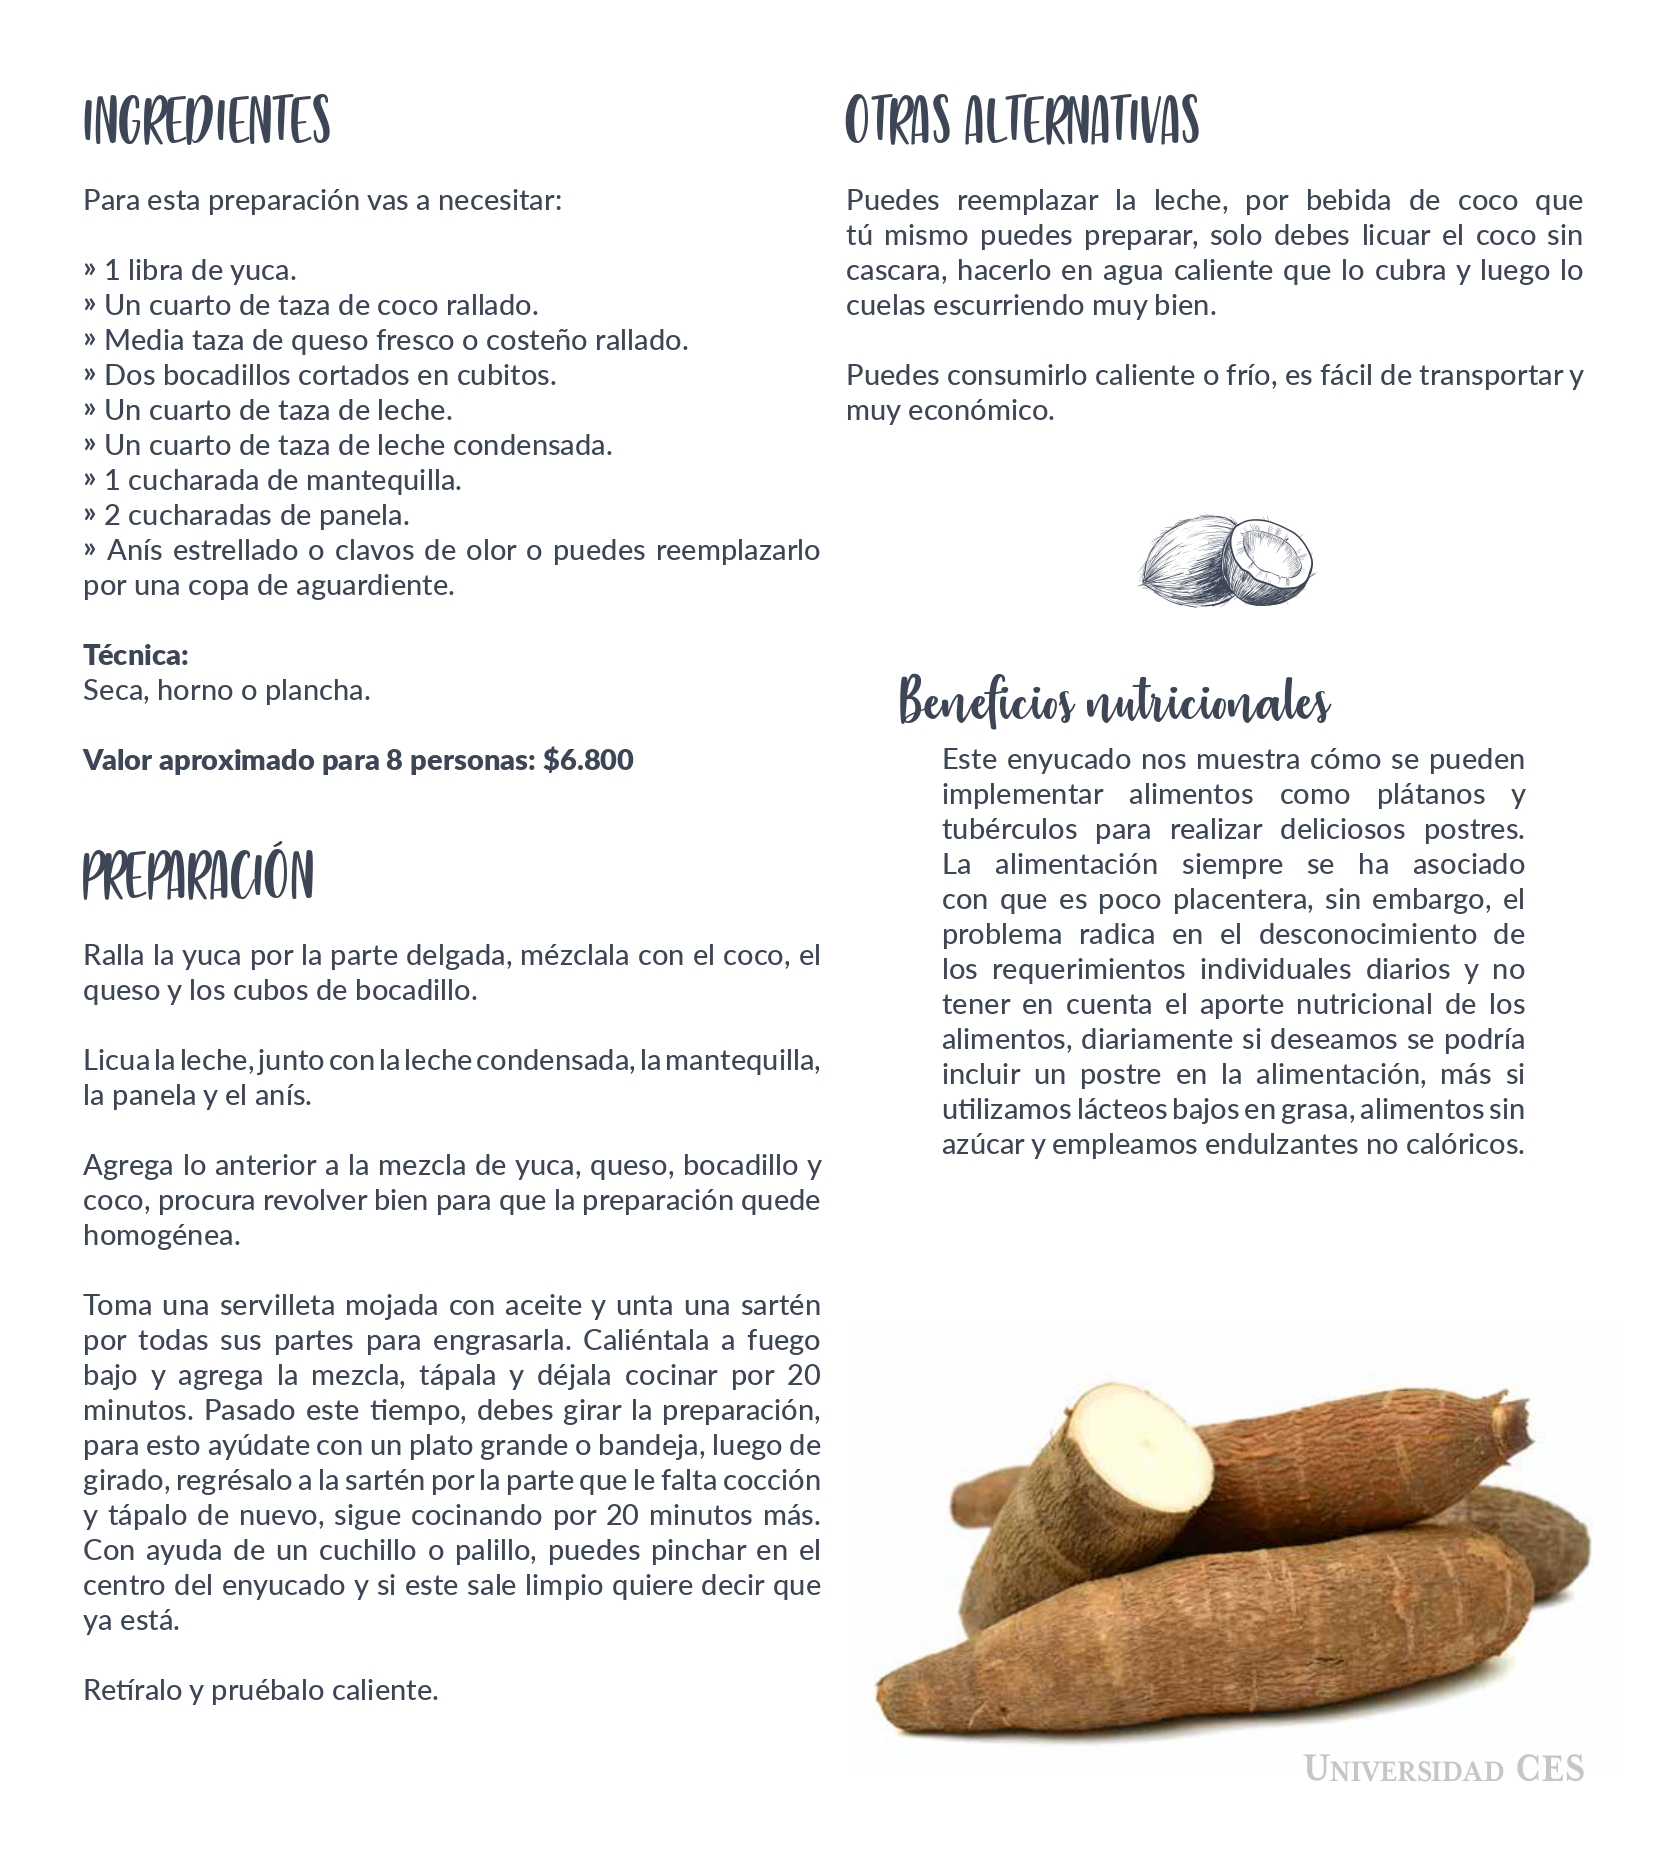 INGREDIENTES
Para esta preparación vas a necesitar:
» 1 libra de yuca.
» Un cuarto de taza de coco rallado.
» Media taza de queso fresco o costeño rallado.
» Dos bocadillos cortados en cubitos.
» Un cuarto de taza de leche.
» Un cuarto de taza de leche condensada.
» 1 cucharada de mantequilla.
» 2 cucharadas de panela.
» Anís estrellado o clavos de olor o puedes reemplazarlo
por una copa de aguardiente.
Técnica:
Seca, horno o plancha.
Valor aproximado para 8 personas: $6.800
PREPARACIÓN
Ralla la yuca por la parte delgada, mézclala con el coco, el
queso y los cubos de bocadillo.
Licua la leche, junto con la leche condensada, la mantequilla,
la panela y el anís.
Agrega lo anterior a la mezcla de yuca, queso, bocadillo y
coco, procura revolver bien para que la preparación quede
homogénea.
Toma una servilleta mojada con aceite y unta una sartén
por todas sus partes para engrasarla. Caliéntala a fuego
bajo y agrega la mezcla, tápala y déjala cocinar por 20
minutos. Pasado este tiempo, debes girar la preparación,
para esto ayúdate con un plato grande o bandeja, luego de
girado, regrésalo a la sartén por la parte que le falta cocción
y tápalo de nuevo, sigue cocinando por 20 minutos más.
Con ayuda de un cuchillo o palillo, puedes pinchar en el
centro del enyucado y si este sale limpio quiere decir que
ya está.
Retíralo y pruébalo caliente.
OTRAS ALTERNATIVAS
Puedes reemplazar la leche, por bebida de coco que
tú mismo puedes preparar, solo debes licuar el coco sin
cascara, hacerlo en agua caliente que lo cubra y luego lo
cuelas escurriendo muy bien.
Puedes consumirlo caliente o frío, es fácil de transportar y
muy económico.
Beneficios nutricionales
Este enyucado nos muestra cómo se pueden
implementar alimentos como plátanos y
tubérculos para realizar deliciosos postres.
La alimentación siempre se ha asociado
con que es poco placentera, sin embargo, el
problema radica en el desconocimiento de
los requerimientos individuales diarios y no
tener en cuenta el aporte nutricional de los
alimentos, diariamente si deseamos se podría
incluir un postre en la alimentación, más si
utilizamos lácteos bajos en grasa, alimentos sin
azúcar y empleamos endulzantes no calóricos.
UNIVERSIDAD CES